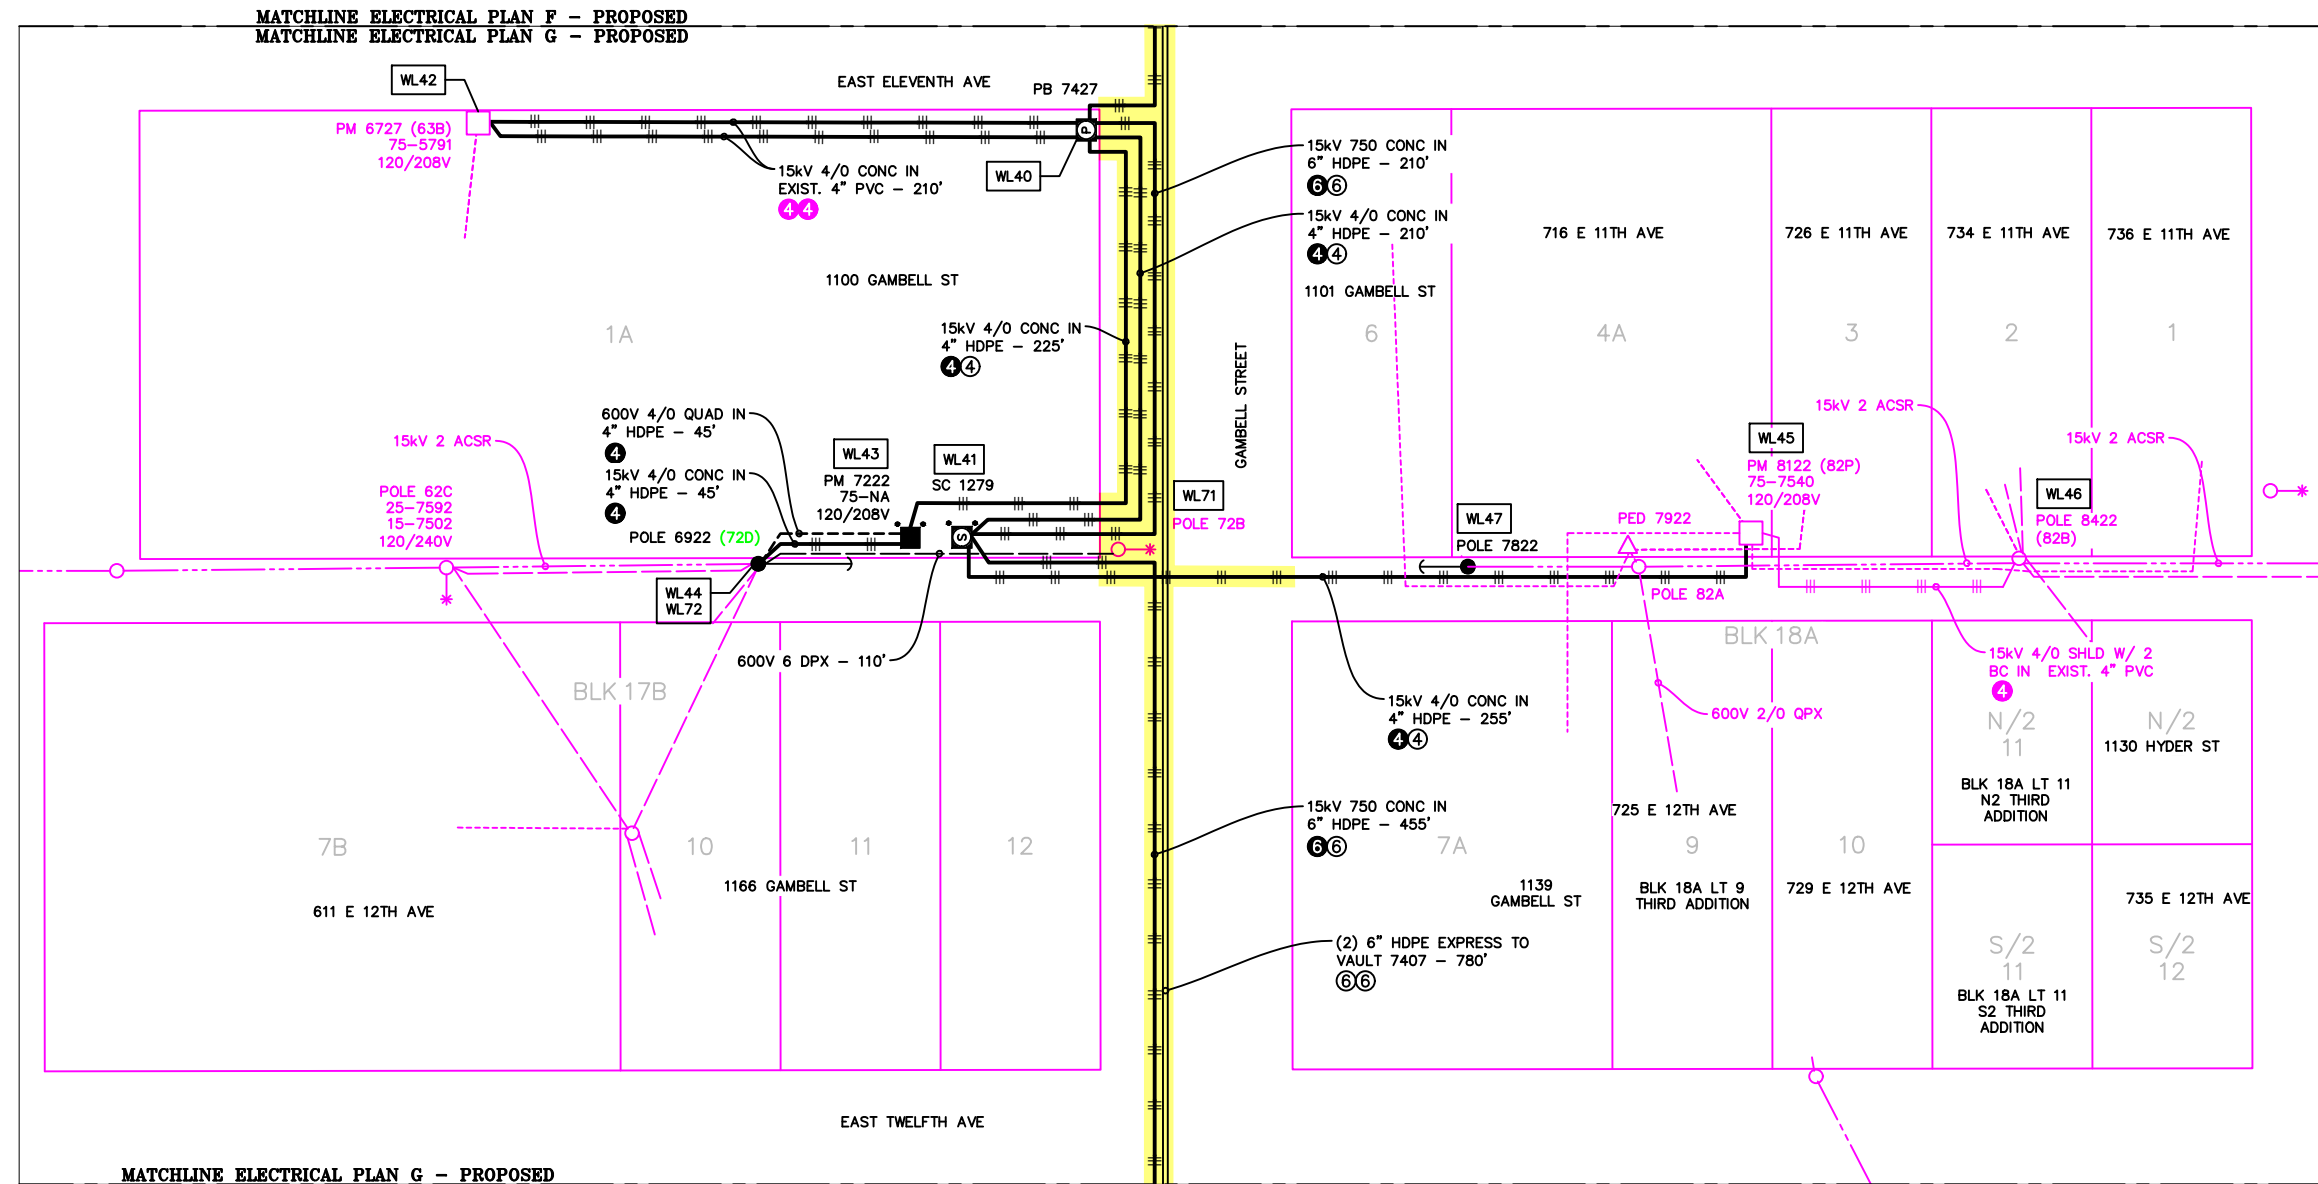 MATCHLINE ELECTRICAL PLAN F – PROPOSED
MATCHLINE ELECTRICAL PLAN G – PROPOSED
WL42
EAST ELEVENTH AVE
PB 7427
PM 6727 (63B)
75–5791
120/208V
P
WL40
15kV 4/0 CONC IN
EXIST. 4" PVC – 210'
4 4
15kV 750 CONC IN
6" HDPE – 210'
6 6
15kV 4/0 CONC IN
4" HDPE – 210'
4 4
716 E 11TH AVE
726 E 11TH AVE
734 E 11TH AVE
736 E 11TH AVE
1100 GAMBELL ST
1101 GAMBELL ST
1A
6
4A
3
2
1
15kV 4/0 CONC IN
4" HDPE – 225'
4 4
GAMBELL STREET
600V 4/0 QUAD IN
4" HDPE – 45'
4
15kV 4/0 CONC IN
4" HDPE – 45'
4
15kV 2 ACSR
POLE 62C
25–7592
15–7502
120/240V
WL43
PM 7222
75–NA
120/208V
WL41
SC 1279
S
POLE 6922 (72D)
WL44
WL72
600V 6 DPX – 110'
WL71
POLE 72B
WL47
POLE 7822
PED 7922
POLE 82A
WL45
PM 8122 (82P)
75–7540
120/208V
15kV 2 ACSR
15kV 2 ACSR
WL46
POLE 8422
(82B)
BLK 17B
BLK 18A
15kV 4/0 SHLD W/ 2
BC IN EXIST. 4" PVC
4
15kV 4/0 CONC IN
4" HDPE – 255'
4 4
600V 2/0 QPX
N/2
11
N/2
1130 HYDER ST
BLK 18A LT 11
N2 THIRD
ADDITION
15kV 750 CONC IN
6" HDPE – 455'
6 6
725 E 12TH AVE
7B
10
11
12
7A
9
10
611 E 12TH AVE
1166 GAMBELL ST
1139
GAMBELL ST
BLK 18A LT 9
THIRD ADDITION
729 E 12TH AVE
735 E 12TH AVE
(2) 6" HDPE EXPRESS TO
VAULT 7407 – 780'
6 6
S/2
11
S/2
12
BLK 18A LT 11
S2 THIRD
ADDITION
EAST TWELFTH AVE
MATCHLINE ELECTRICAL PLAN G – PROPOSED